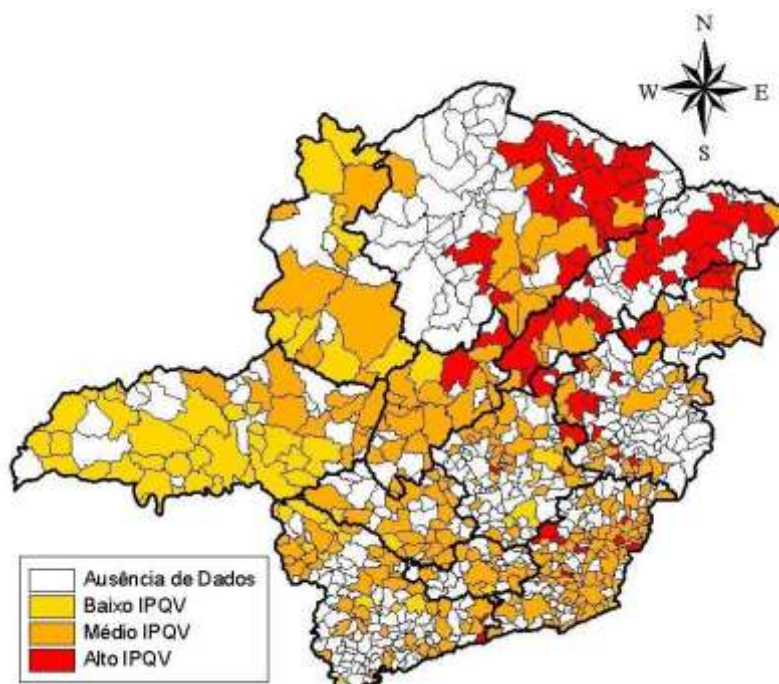 N
W E
S
Ausência de Dados
Baixo IPQV
Médio IPQV
Alto IPQV